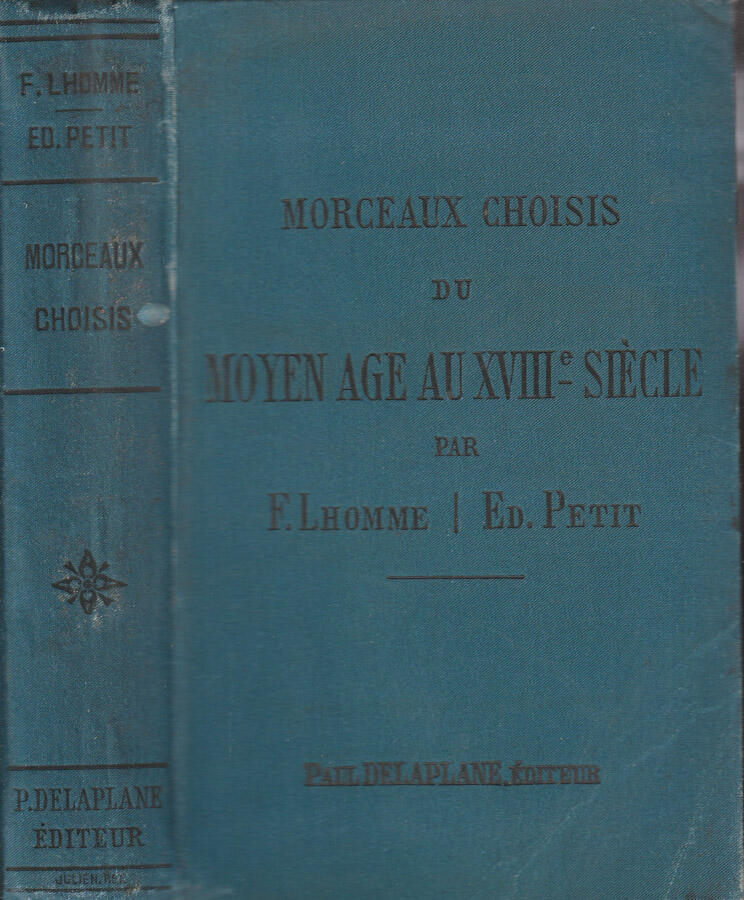 F. LHOMME
ED. PETIT
MORCEAUX
CHOISIS
P. DELAPLANE
ÉDITEUR
MORCEAUX CHOISIS
DU
MOYEN AGE AU XVIIIe SIÈCLE
PAR
F. LHOMME | ED. PETIT
PAUL DELAPLANE, ÉDITEUR